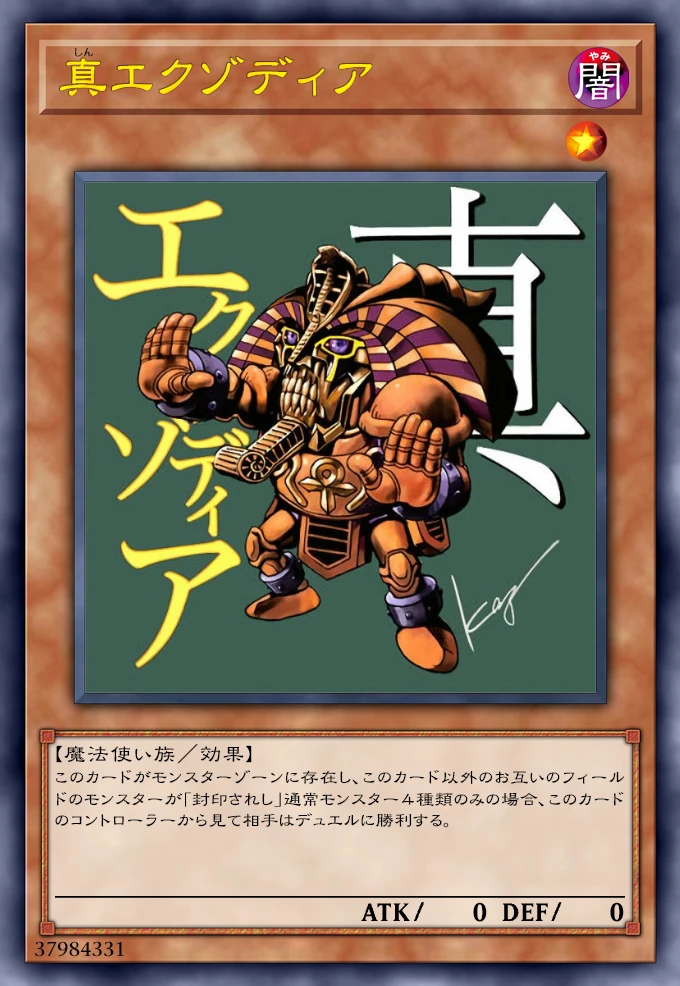 しん
真エクゾディア
やみ
闇
真
エクゾディア
【魔法使い族／効果】
このカードがモンスターゾーンに存在し、このカード以外のお互いのフィール
ドのモンスターが「封印されし」通常モンスター４種類のみの場合、このカード
のコントローラーから見て相手はデュエルに勝利する。
ATK/ 0 DEF/ 0
37984331